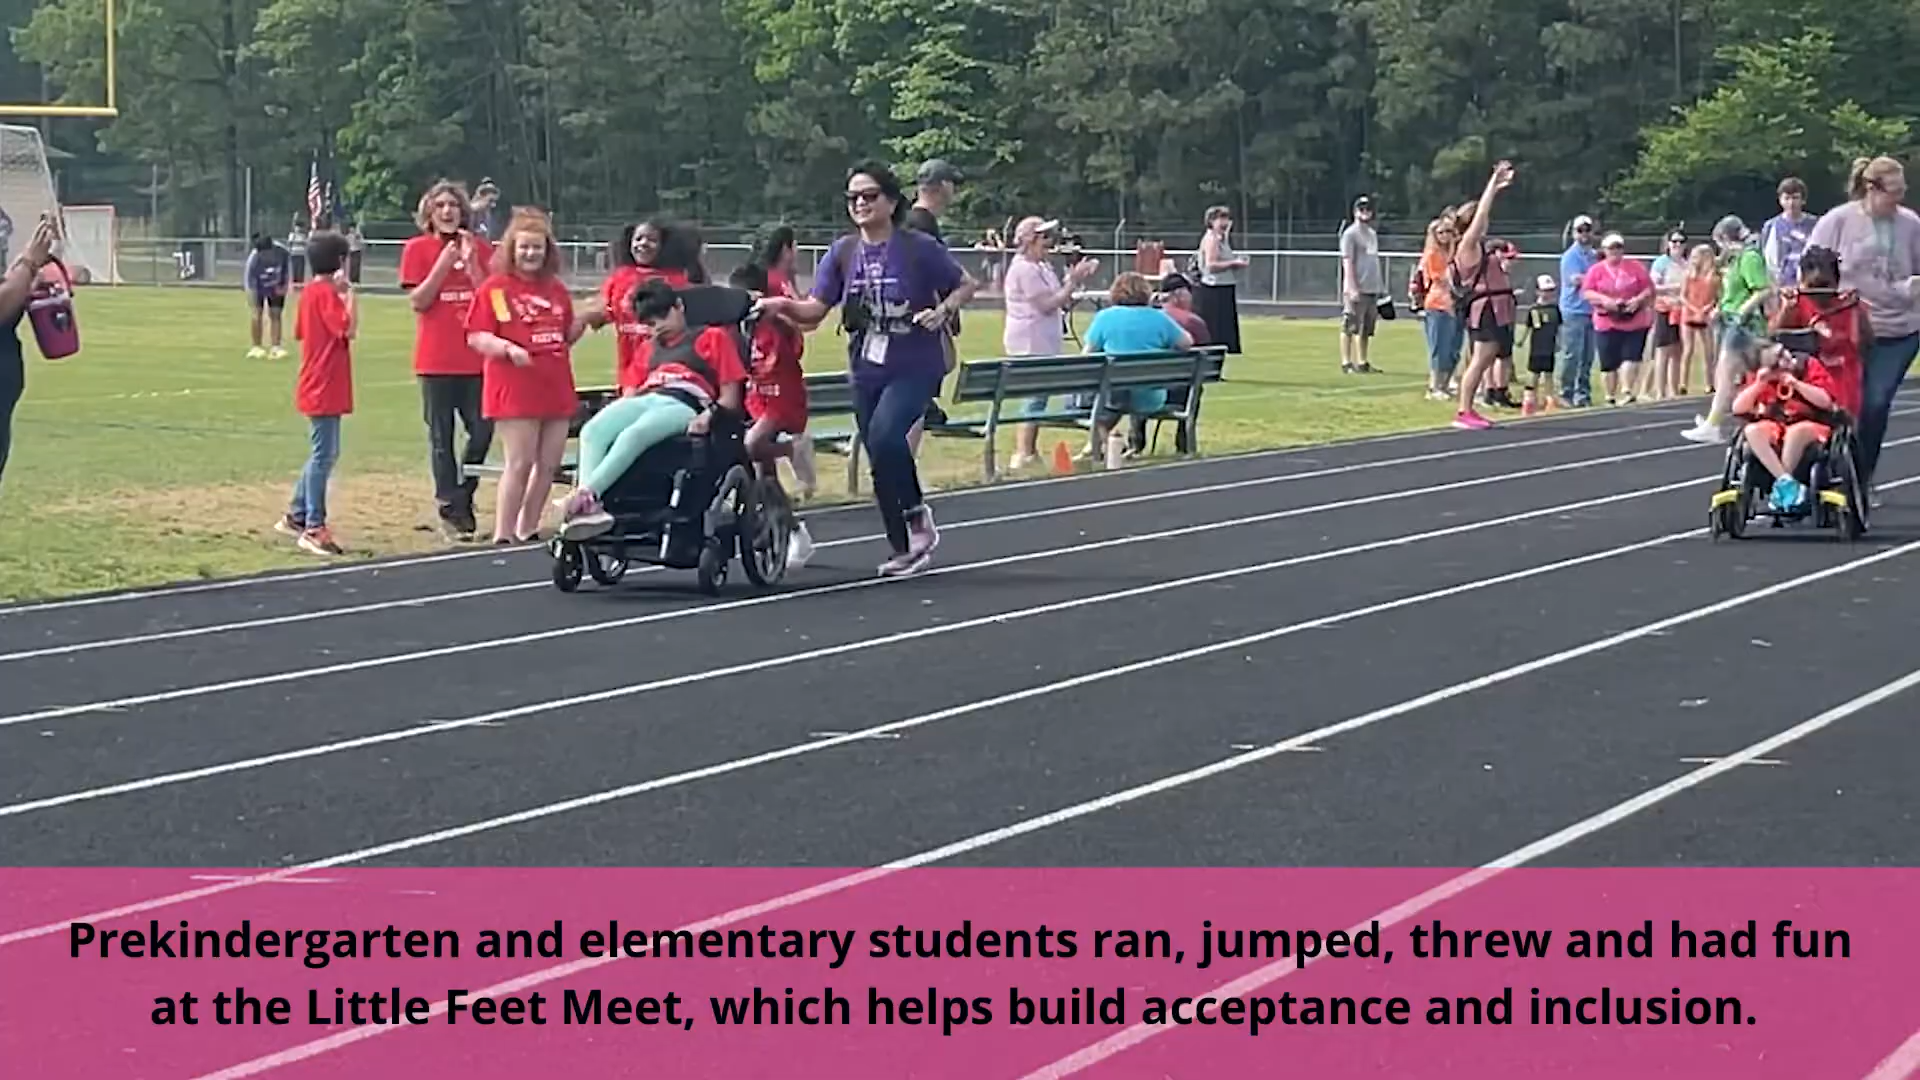 Prekindergarten and elementary students ran, jumped, threw and had fun
at the Little Feet Meet, which helps build acceptance and inclusion.